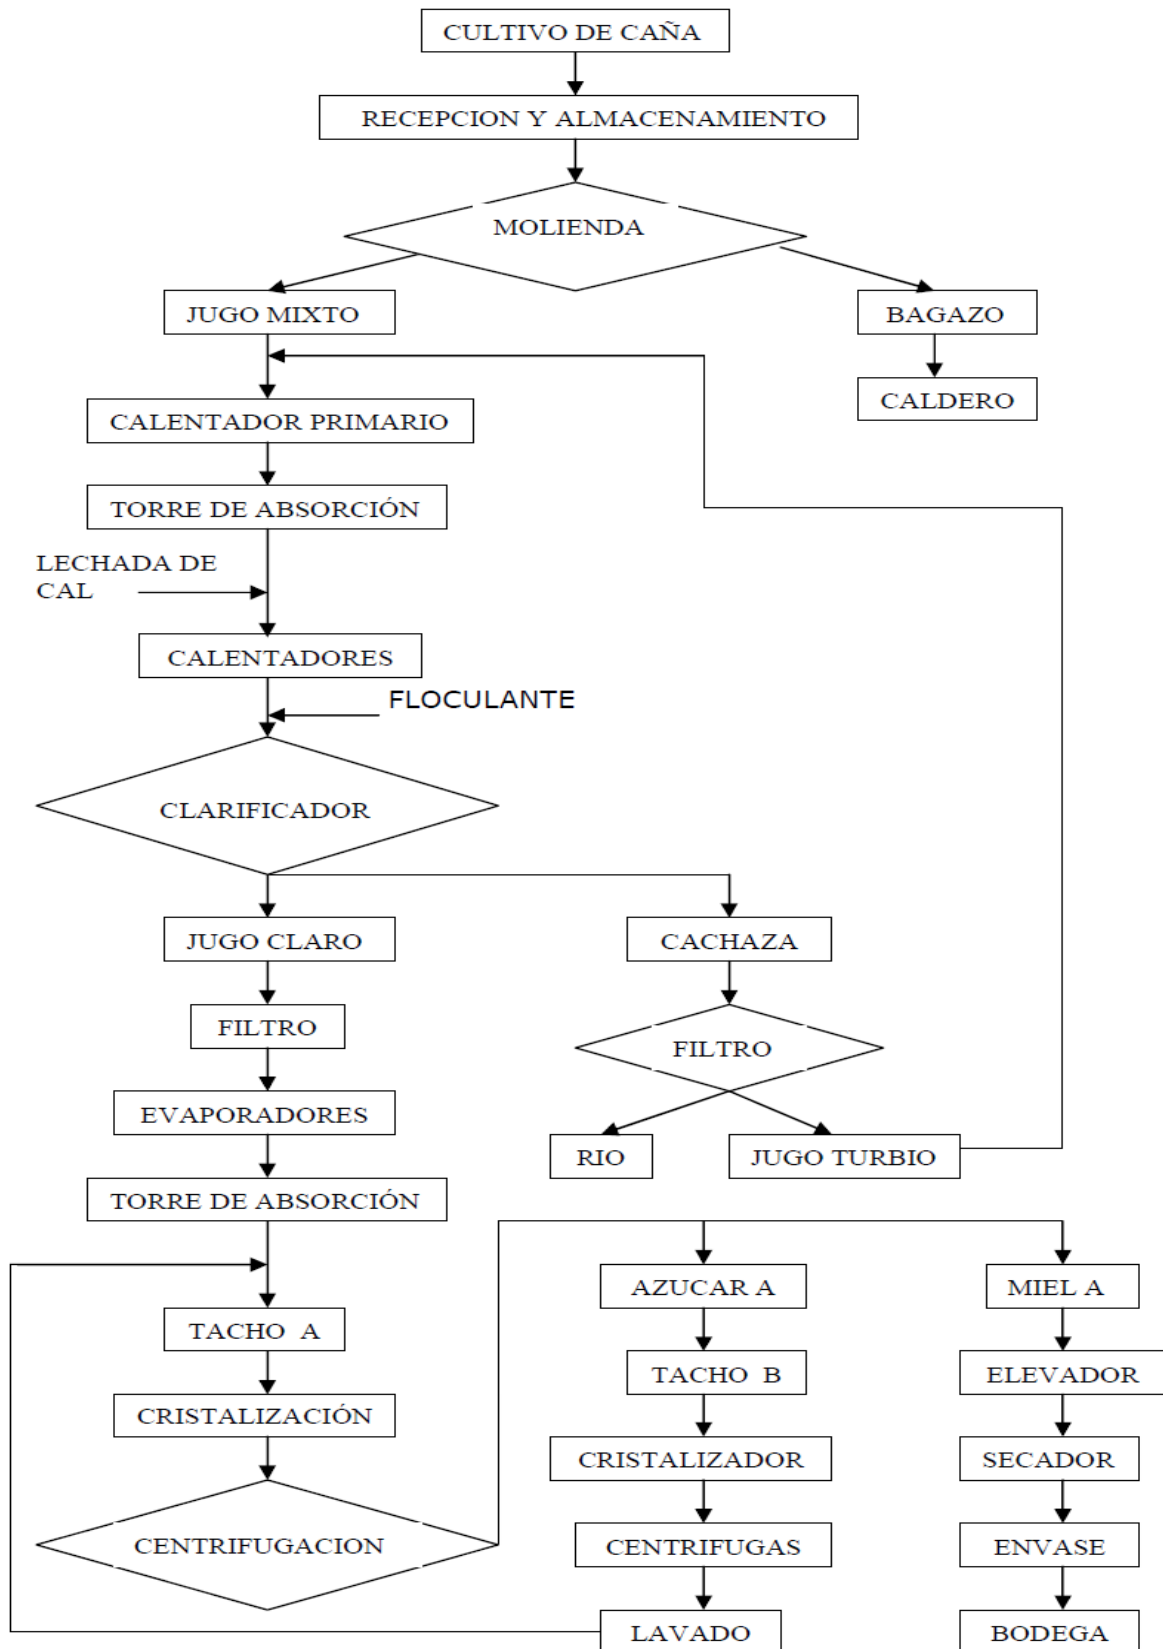 CULTIVO DE CAÑA
RECEPCION Y ALMACENAMIENTO
MOLIENDA
JUGO MIXTO
BAGAZO
CALDERO
CALENTADOR PRIMARIO
TORRE DE ABSORCIÓN
LECHADA DE
CAL
CALENTADORES
FLOCULANTE
CLARIFICADOR
JUGO CLARO
CACHAZA
FILTRO
FILTRO
EVAPORADORES
RIO
JUGO TURBIO
TORRE DE ABSORCIÓN
AZUCAR A
MIEL A
TACHO A
TACHO B
ELEVADOR
CRISTALIZACIÓN
CRISTALIZADOR
SECADOR
CENTRIFUGACION
CENTRIFUGAS
ENVASE
LAVADO
BODEGA